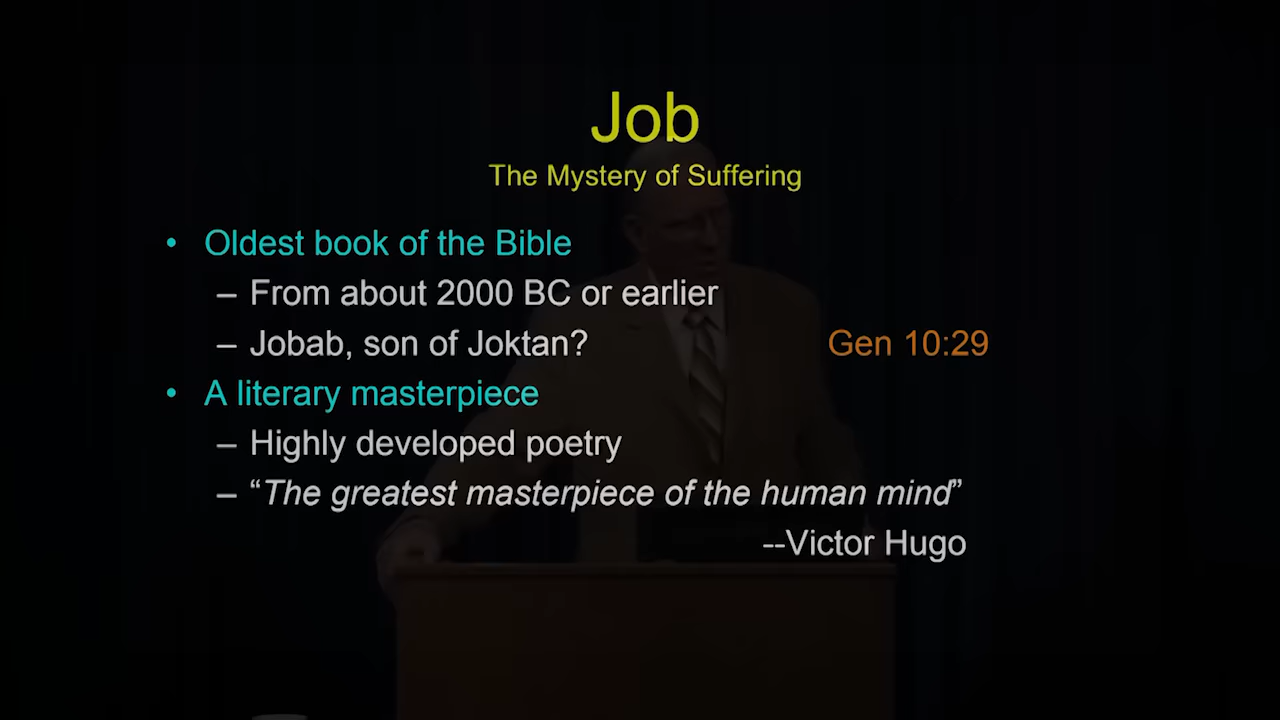 Job
The Mystery of Suffering
• Oldest book of the Bible
– From about 2000 BC or earlier
– Jobab, son of Joktan? Gen 10:29
• A literary masterpiece
– Highly developed poetry
– “The greatest masterpiece of the human mind”
--Victor Hugo